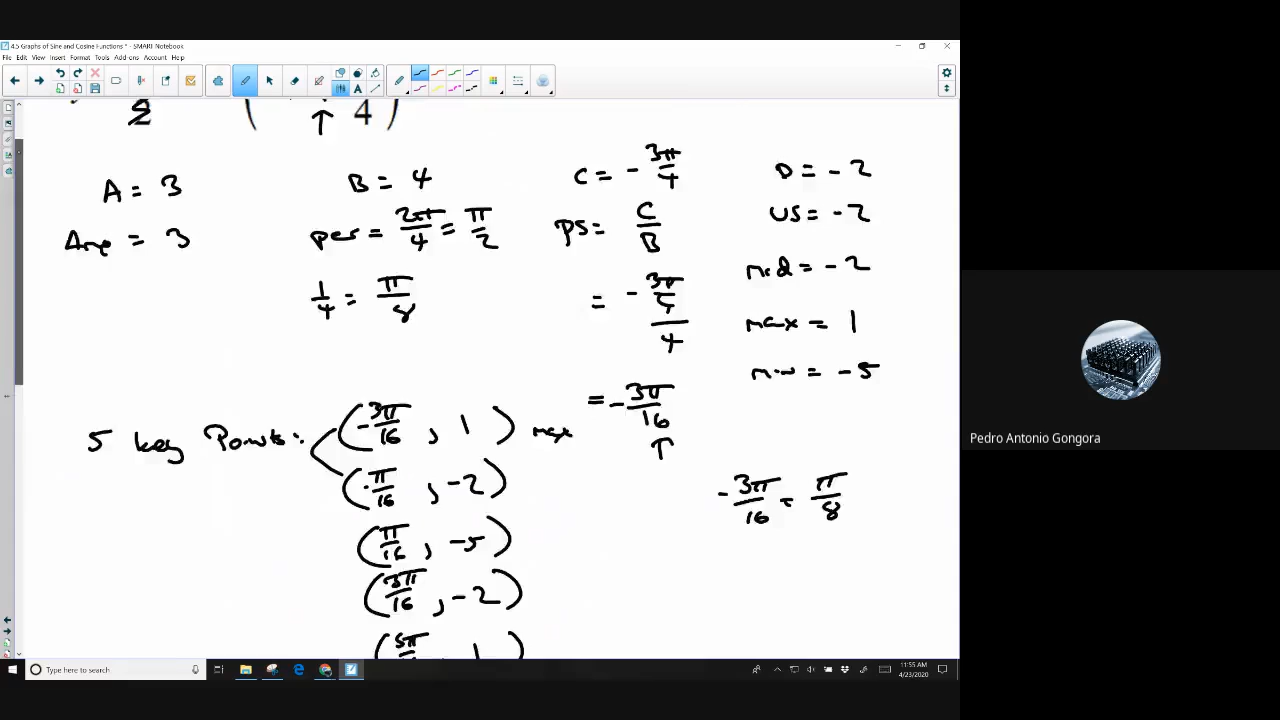 4.5 Graphs of Sine and Cosine Functions * - SMART Notebook
File Edit View Insert Format Tools Add-ons Account Help
2 ( ↑ 4 )
A = 3
B = 4
C = - 3π/4
D = -2
Amp = 3
per = 2π/4 = π/2
PS = C/B
VS = -2
mid = -2
1/4 = π/8
= - 3π/4 / 4
max = 1
min = -5
= - 3π/16
↑
5 key Points: (- 3π/16 , 1) max
(- π/16 , -2)
- 3π/16 + π/8
(π/16 , -5)
(3π/16 , -2)
(5π , 1)
Pedro Antonio Gongora
Type here to search
11:55 AM
4/23/2020